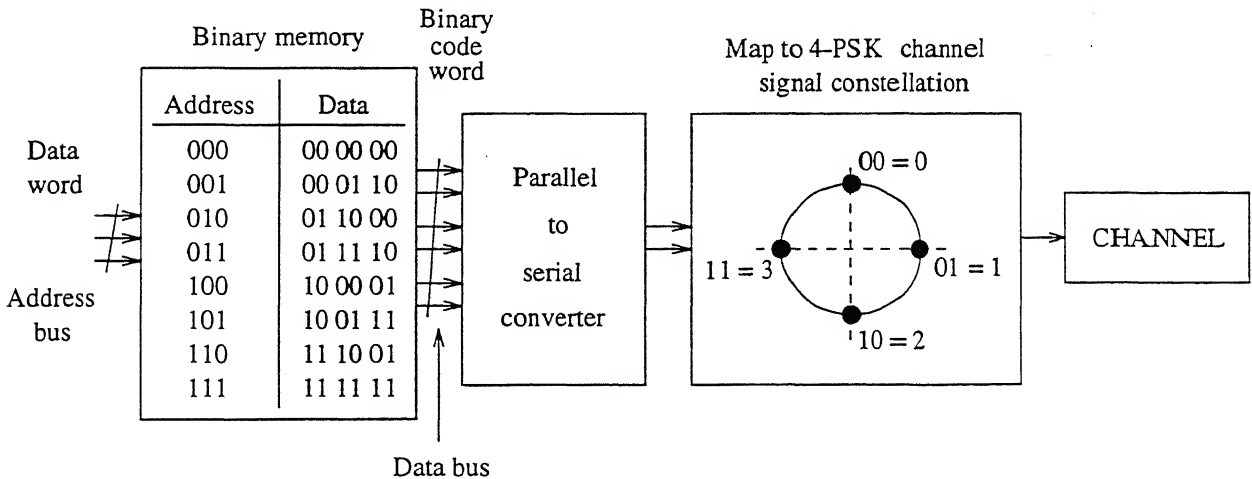 Binary memory
Binary
code
word
Map to 4–PSK channel
signal constellation
Address Data
000 00 00 00
001 00 01 10
010 01 10 00
011 01 11 10
100 10 00 01
101 10 01 11
110 11 10 01
111 11 11 11
Data
word
Address
bus
Parallel
to
serial
converter
00 = 0
11 = 3
01 = 1
10 = 2
CHANNEL
Data bus